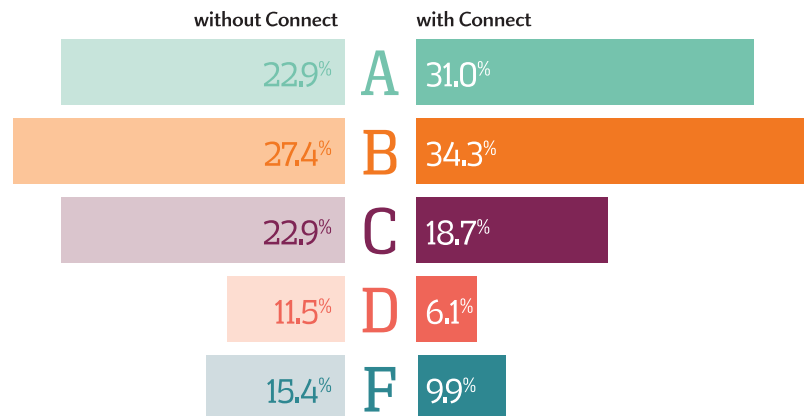 without Connect with Connect
22.9% A 31.0%
27.4% B 34.3%
22.9% C 18.7%
11.5% D 6.1%
15.4% F 9.9%